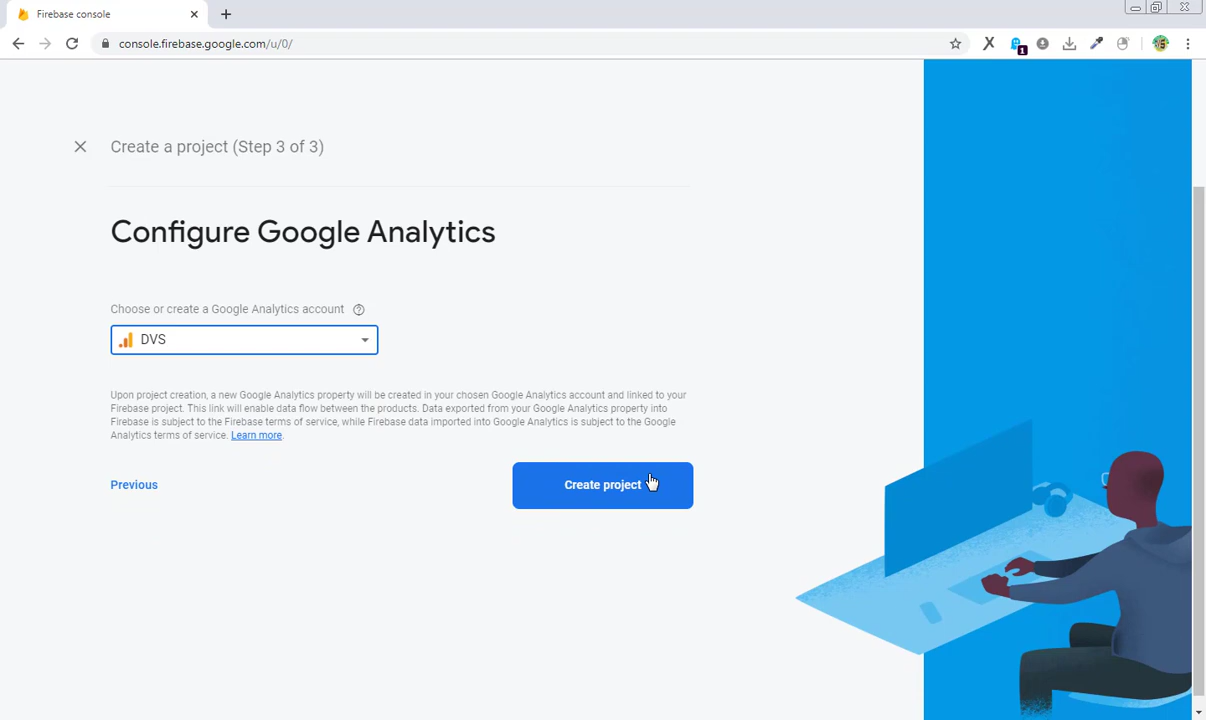 Firebase console
console.firebase.google.com/u/0/
1
Create a project (Step 3 of 3)
Configure Google Analytics
Choose or create a Google Analytics account
DVS
Upon project creation, a new Google Analytics property will be created in your chosen Google Analytics account and linked to your
Firebase project. This link will enable data flow between the products. Data exported from your Google Analytics property into
Firebase is subject to the Firebase terms of service, while Firebase data imported into Google Analytics is subject to the Google
Analytics terms of service. Learn more.
Previous
Create project